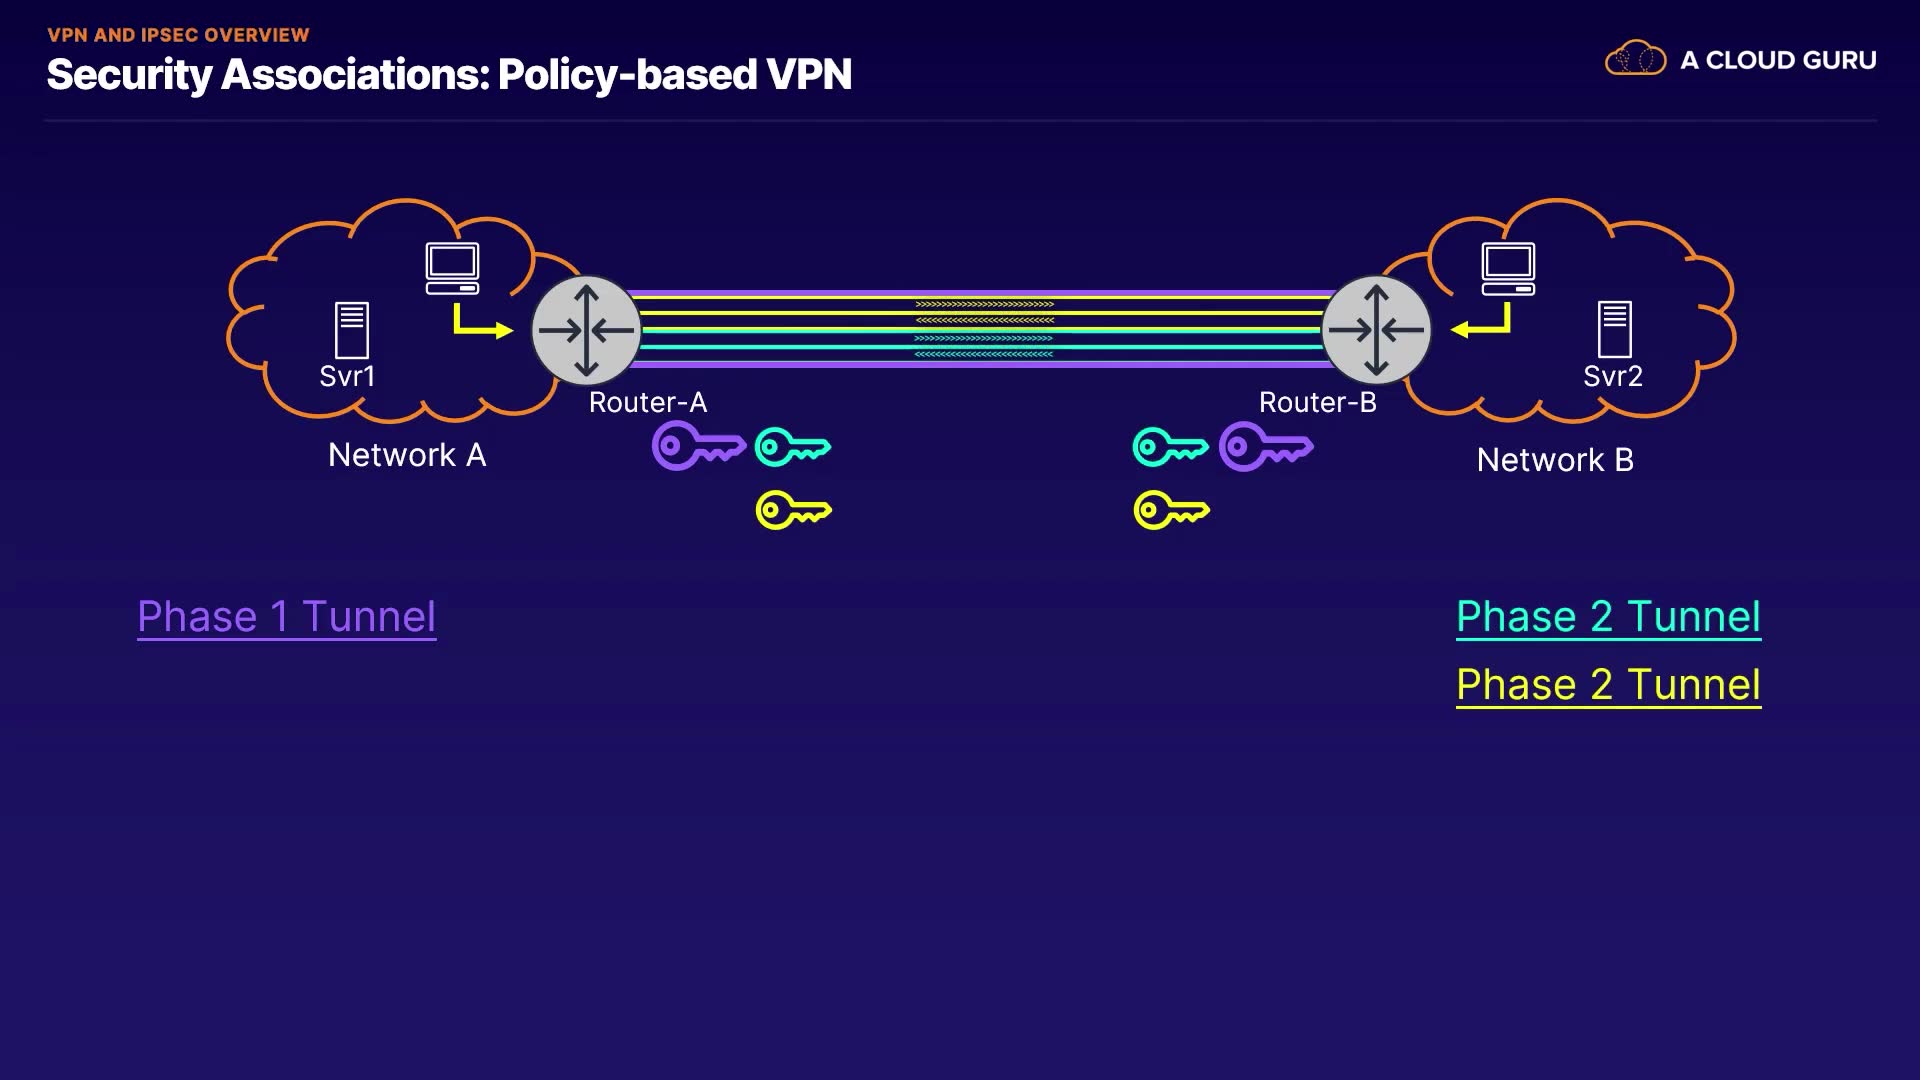 VPN AND IPSEC OVERVIEW
Security Associations: Policy-based VPN
A CLOUD GURU
Svr1
Svr2
Router-A
Router-B
Network A
Network B
Phase 1 Tunnel
Phase 2 Tunnel
Phase 2 Tunnel